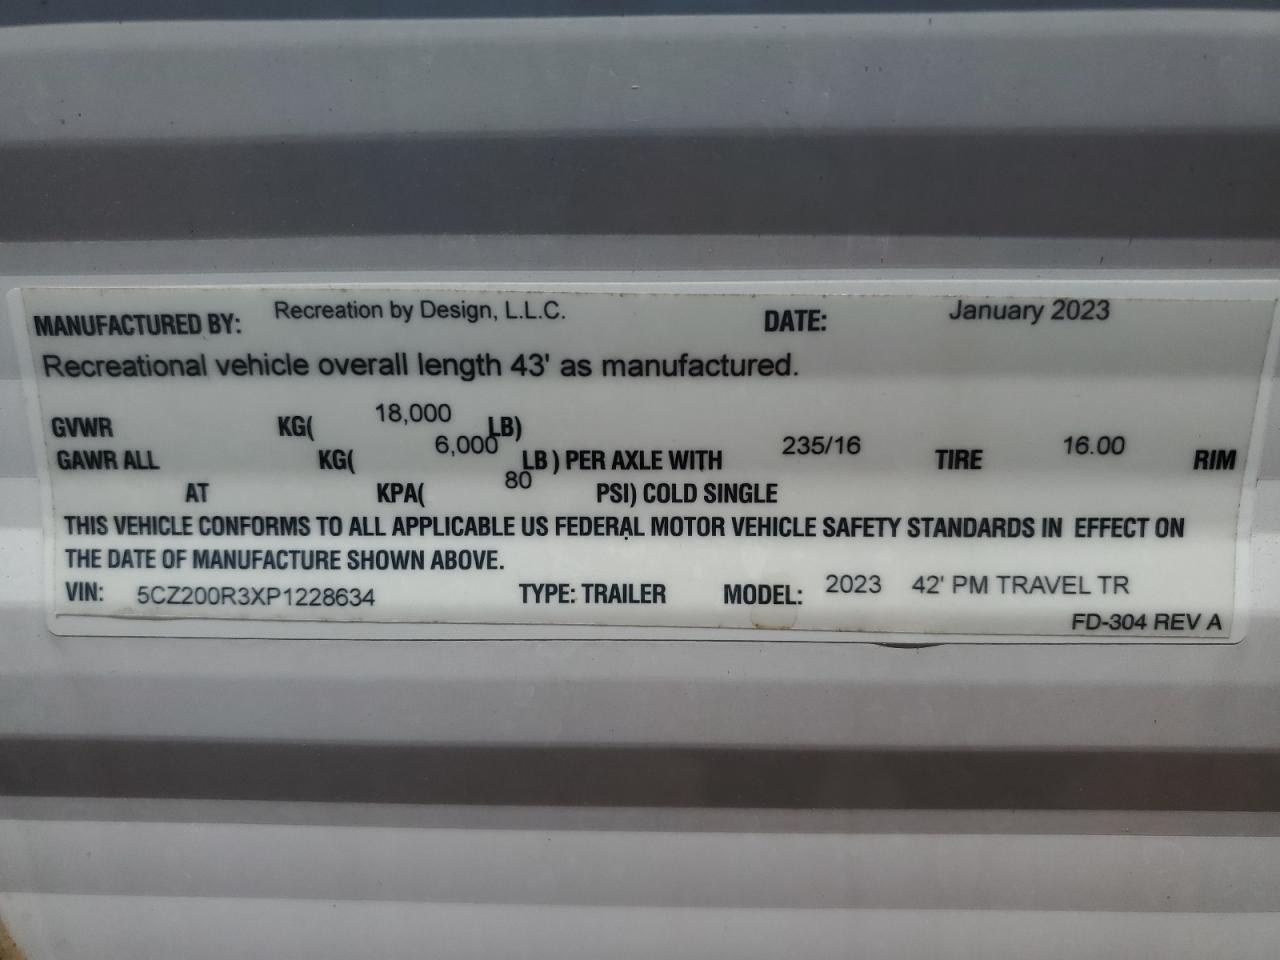 MANUFACTURED BY: Recreation by Design, L.L.C. DATE: January 2023
Recreational vehicle overall length 43' as manufactured.
GVWR KG( 18,000 LB)
GAWR ALL KG( 6,000 LB ) PER AXLE WITH 235/16 TIRE 16.00 RIM
AT KPA( 80 PSI) COLD SINGLE
THIS VEHICLE CONFORMS TO ALL APPLICABLE US FEDERAL MOTOR VEHICLE SAFETY STANDARDS IN EFFECT ON
THE DATE OF MANUFACTURE SHOWN ABOVE.
VIN: 5CZ200R3XP1228634 TYPE: TRAILER MODEL: 2023 42' PM TRAVEL TR
FD-304 REV A